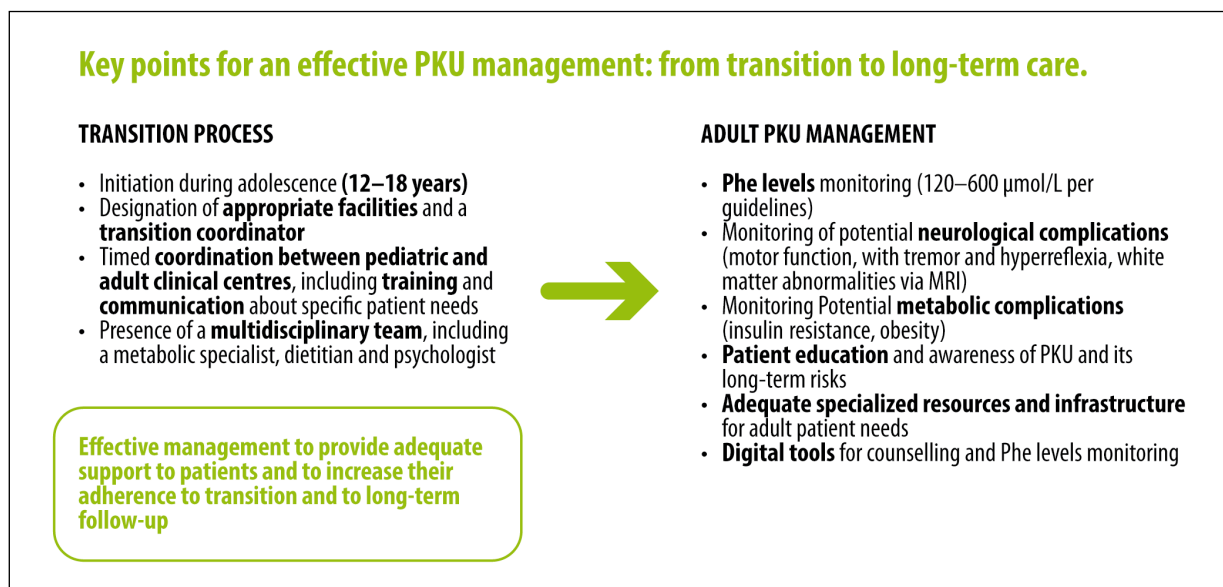 Key points for an effective PKU management: from transition to long-term care.
TRANSITION PROCESS
• Initiation during adolescence (12–18 years)
• Designation of appropriate facilities and a
transition coordinator
• Timed coordination between pediatric and
adult clinical centres, including training and
communication about specific patient needs
• Presence of a multidisciplinary team, including
a metabolic specialist, dietitian and psychologist
Effective management to provide adequate
support to patients and to increase their
adherence to transition and to long-term
follow-up
ADULT PKU MANAGEMENT
• Phe levels monitoring (120–600 µmol/L per
guidelines)
• Monitoring of potential neurological complications
(motor function, with tremor and hyperreflexia, white
matter abnormalities via MRI)
• Monitoring Potential metabolic complications
(insulin resistance, obesity)
• Patient education and awareness of PKU and its
long-term risks
• Adequate specialized resources and infrastructure
for adult patient needs
• Digital tools for counselling and Phe levels monitoring